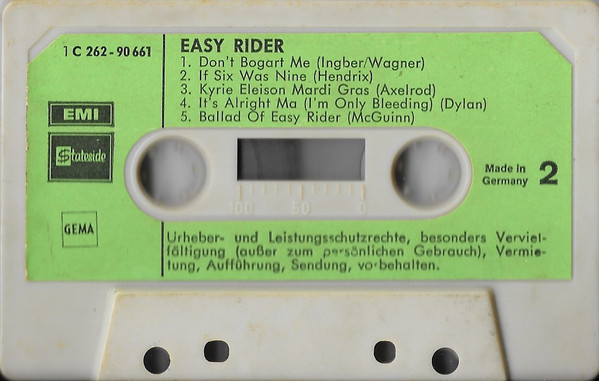 1 C 262-90 661
EASY RIDER
1. Don't Bogart Me (Ingber/Wagner)
2. If Six Was Nine (Hendrix)
3. Kyrie Eleison Mardi Gras (Axelrod)
4. It's Alright Ma (I'm Only Bleeding) (Dylan)
5. Ballad Of Easy Rider (McGuinn)
EMI
Stateside
Made in
Germany
2
100 50 0
GEMA
Urheber- und Leistungsschutzrechte, besonders Verviel-
fältigung (außer zum persönlichen Gebrauch), Vermie-
tung, Aufführung, Sendung, vorbehalten.